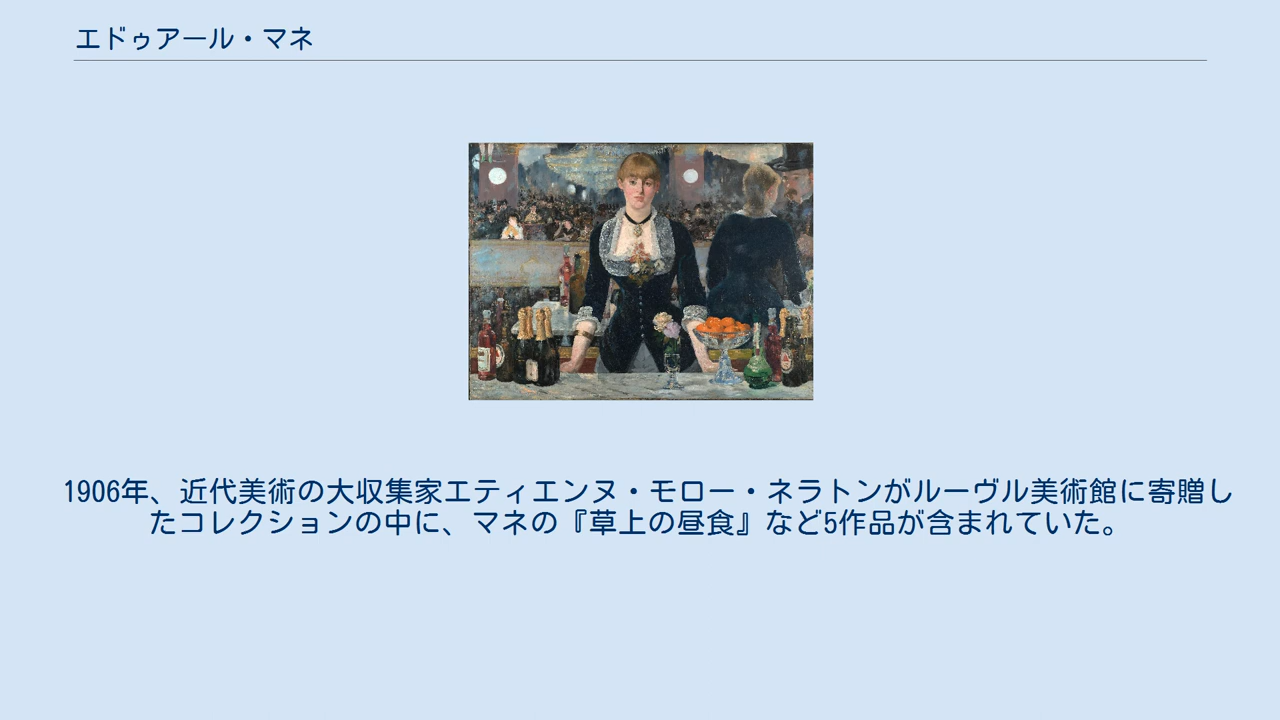 エドゥアール・マネ
1906年、近代美術の大収集家エティエンヌ・モロー・ネラトンがルーヴル美術館に寄贈し
たコレクションの中に、マネの『草上の昼食』など5作品が含まれていた。